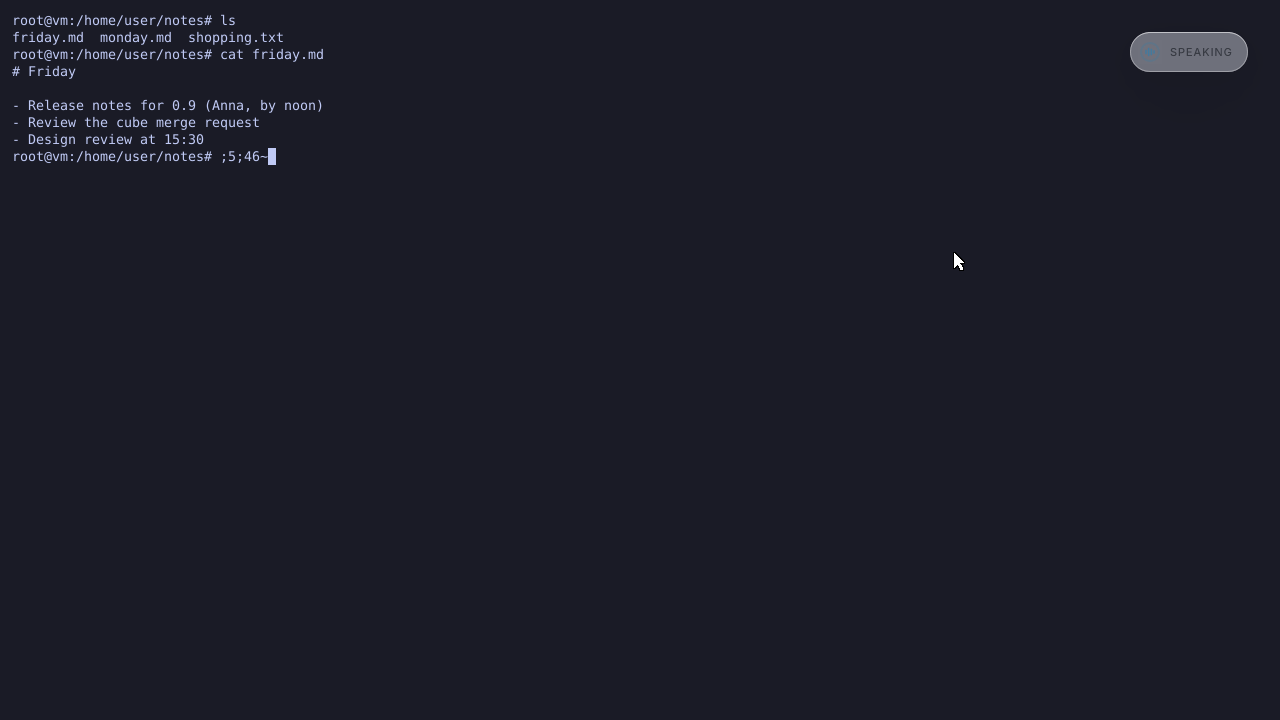 root@vm:/home/user/notes# ls
friday.md  monday.md  shopping.txt
root@vm:/home/user/notes# cat friday.md
# Friday

- Release notes for 0.9 (Anna, by noon)
- Review the cube merge request
- Design review at 15:30
root@vm:/home/user/notes# ;5;46~
SPEAKING